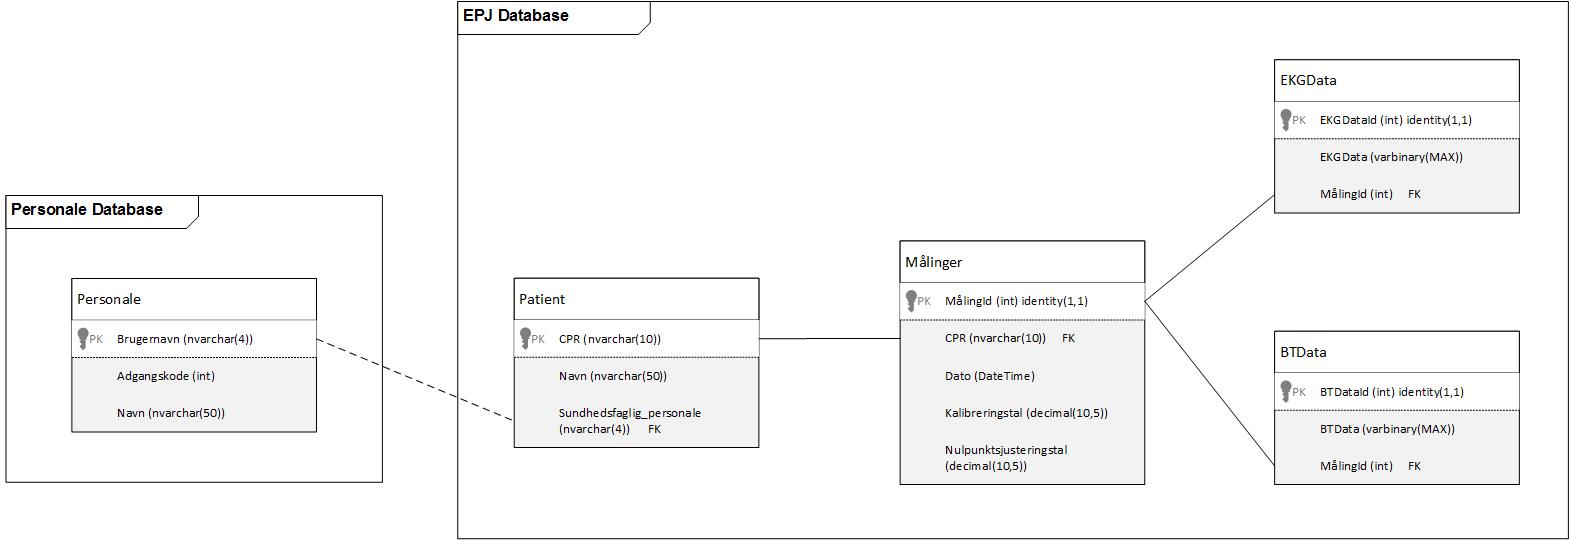 Personale Database
Personale
PK Brugernavn (nvarchar(4))
Adgangskode (int)
Navn (nvarchar(50))
EPJ Database
Patient
PK CPR (nvarchar(10))
Navn (nvarchar(50))
Sundhedsfaglig_personale
(nvarchar(4)) FK
Målinger
PK MålingId (int) identity(1,1)
CPR (nvarchar(10)) FK
Dato (DateTime)
Kalibreringstal (decimal(10,5))
Nulpunktsjusteringstal
(decimal(10,5))
EKGData
PK EKGDataId (int) identity(1,1)
EKGData (varbinary(MAX))
MålingId (int) FK
BTData
PK BTDataId (int) identity(1,1)
BTData (varbinary(MAX))
MålingId (int) FK